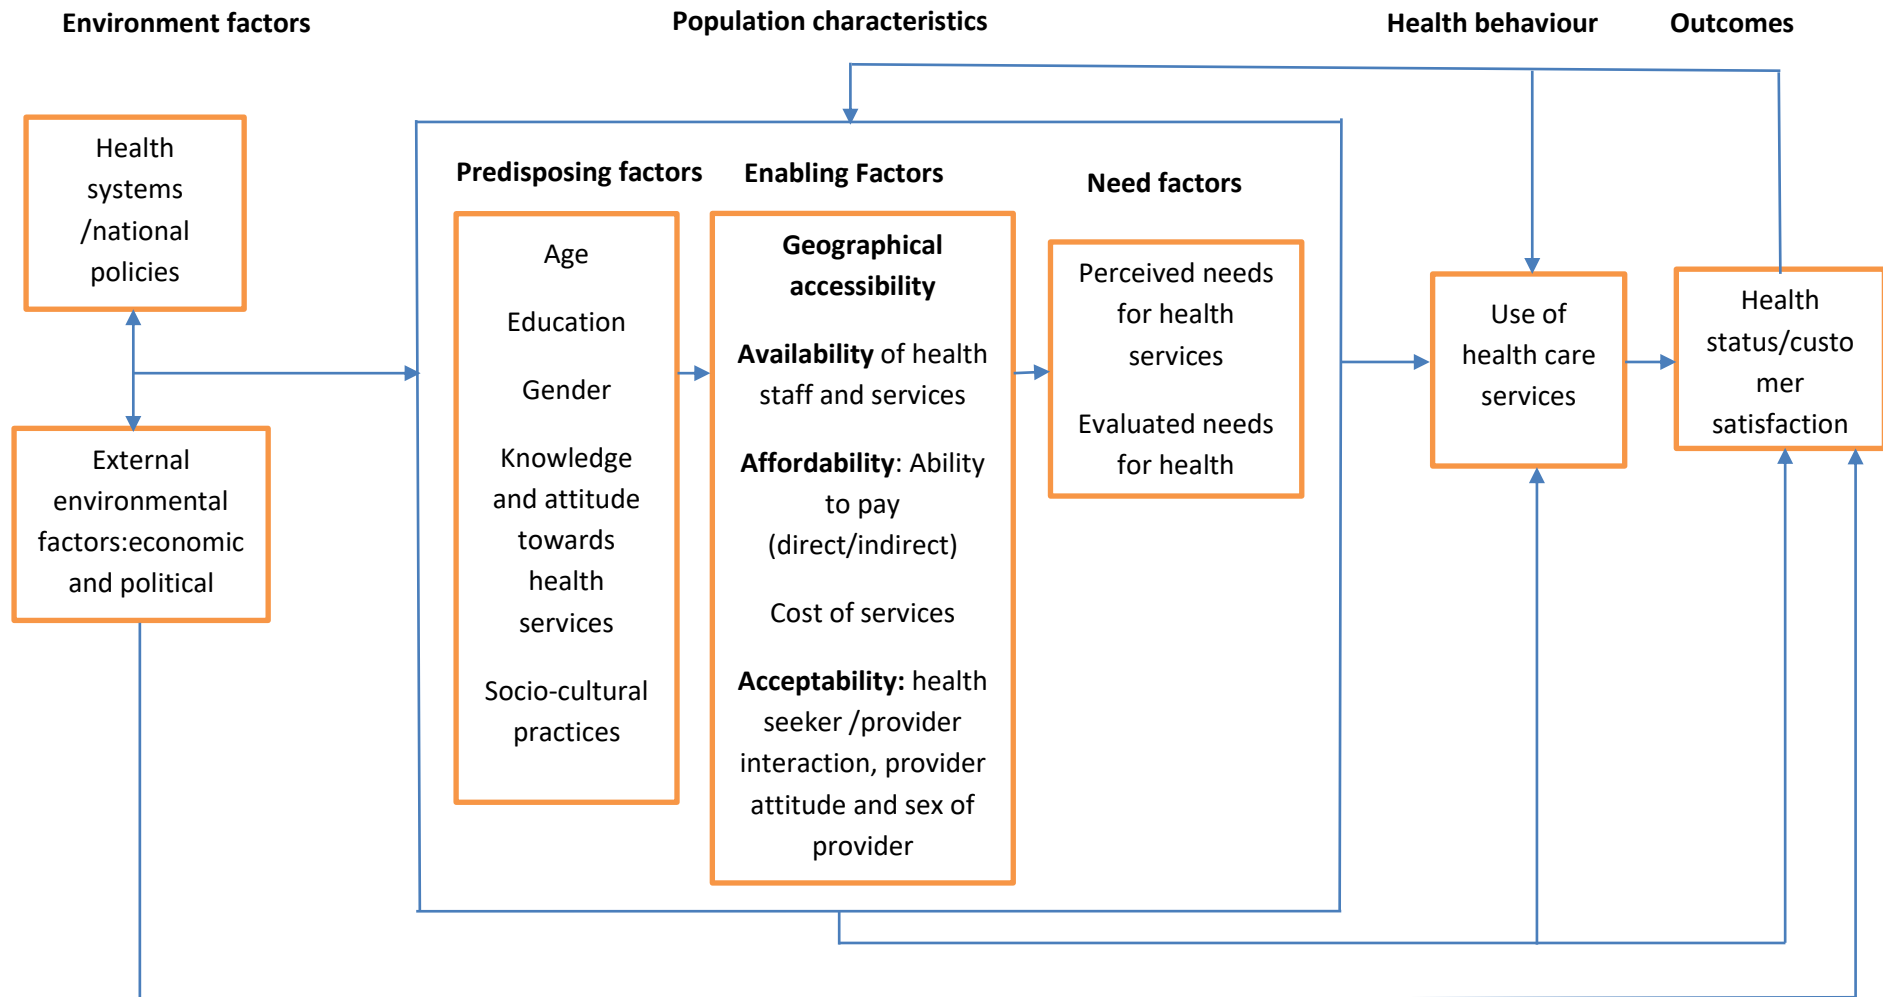 Environment factors
Population characteristics
Health behaviour
Outcomes
Health
systems
/national
policies
External
environmental
factors:economic
and political
Predisposing factors
Age
Education
Gender
Knowledge
and attitude
towards
health
services
Socio-cultural
practices
Enabling Factors
Geographical
accessibility
Availability of health
staff and services
Affordability: Ability
to pay
(direct/indirect)
Cost of services
Acceptability: health
seeker /provider
interaction, provider
attitude and sex of
provider
Need factors
Perceived needs
for health
services
Evaluated needs
for health
Use of
health care
services
Health
status/custo
mer
satisfaction